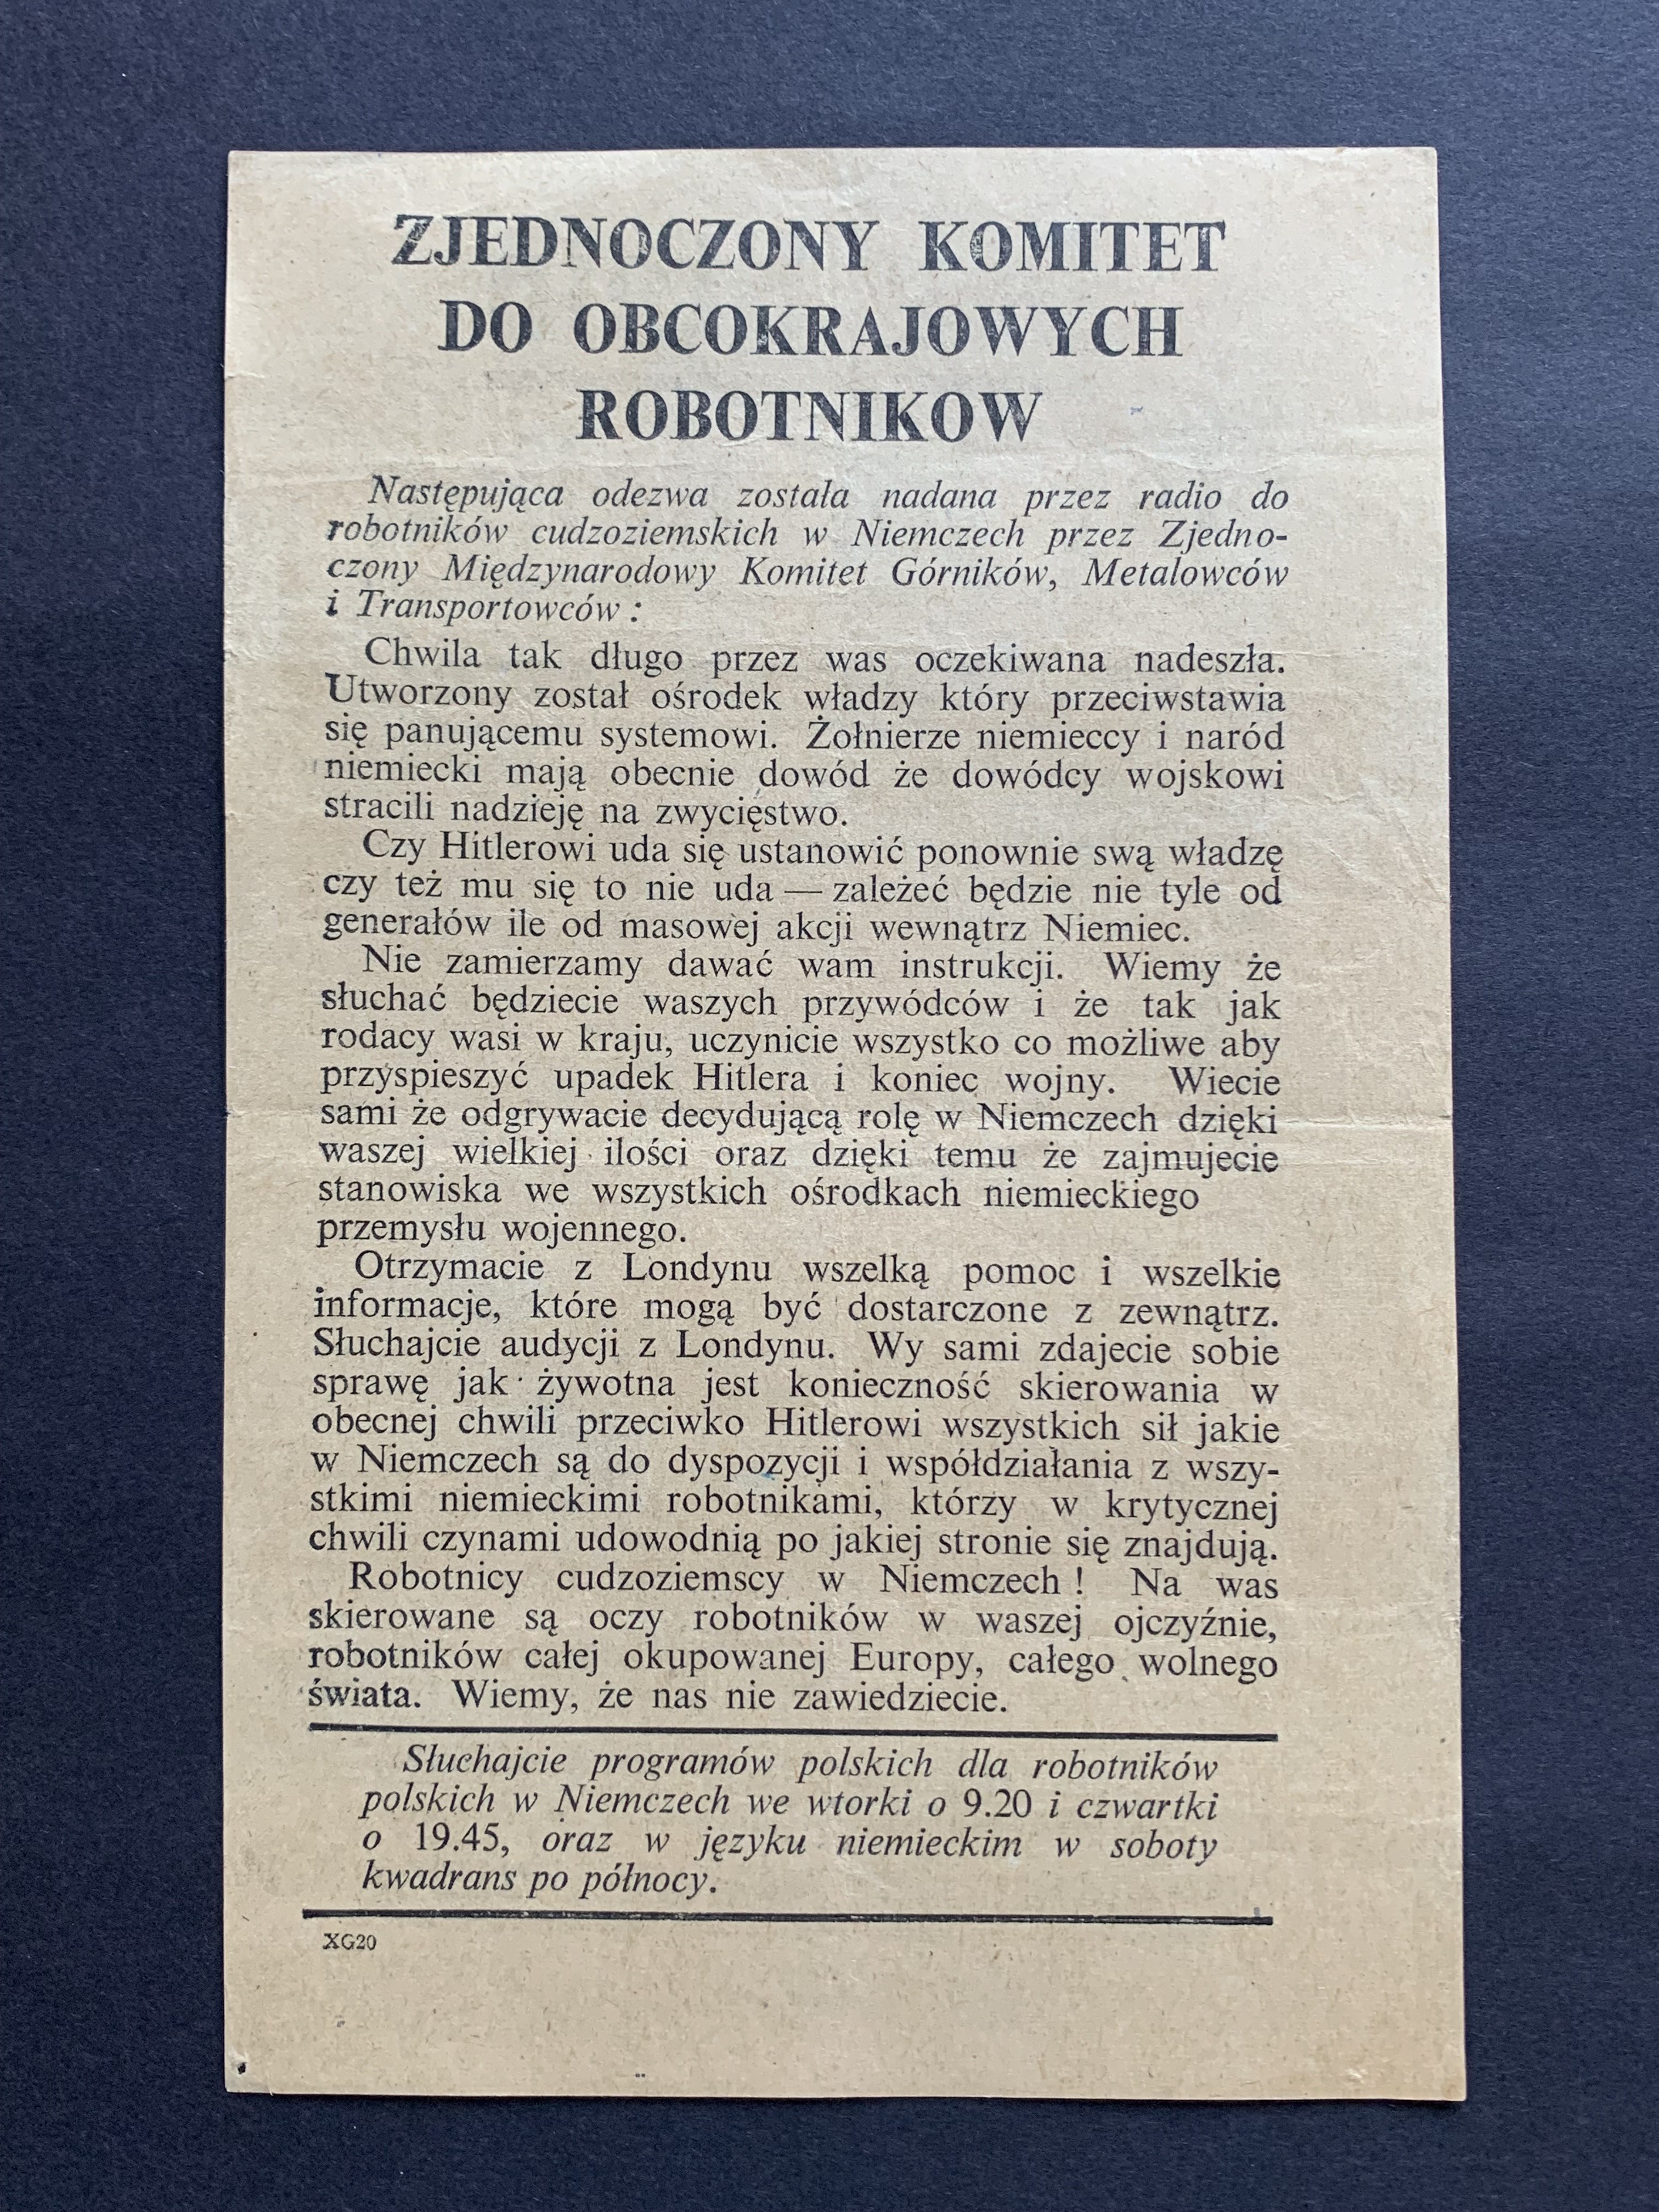 ZJEDNOCZONY KOMITET
DO OBCOKRAJOWYCH
ROBOTNIKOW
Następująca odezwa została nadana przez radio do
robotników cudzoziemskich w Niemczech przez Zjedno-
czony Międzynarodowy Komitet Górników, Metalowców
i Transportowców :
Chwila tak długo przez was oczekiwana nadeszła.
Utworzony został ośrodek władzy który przeciwstawia
się panującemu systemowi. Żołnierze niemieccy i naród
niemiecki mają obecnie dowód że dowódcy wojskowi
stracili nadzieję na zwycięstwo.
Czy Hitlerowi uda się ustanowić ponownie swą władzę
czy też mu się to nie uda — zależeć będzie nie tyle od
generałów ile od masowej akcji wewnątrz Niemiec.
Nie zamierzamy dawać wam instrukcji. Wiemy że
słuchać będziecie waszych przywódców i że tak jak
rodacy wasi w kraju, uczynicie wszystko co możliwe aby
przyspieszyć upadek Hitlera i koniec wojny. Wiecie
sami że odgrywacie decydującą rolę w Niemczech dzięki
waszej wielkiej ilości oraz dzięki temu że zajmujecie
stanowiska we wszystkich ośrodkach niemieckiego
przemysłu wojennego.
Otrzymacie z Londynu wszelką pomoc i wszelkie
informacje, które mogą być dostarczone z zewnątrz.
Słuchajcie audycji z Londynu. Wy sami zdajecie sobie
sprawę jak żywotna jest konieczność skierowania w
obecnej chwili przeciwko Hitlerowi wszystkich sił jakie
w Niemczech są do dyspozycji i współdziałania z wszy-
stkimi niemieckimi robotnikami, którzy w krytycznej
chwili czynami udowodnią po jakiej stronie się znajdują.
Robotnicy cudzoziemscy w Niemczech ! Na was
skierowane są oczy robotników w waszej ojczyźnie,
robotników całej okupowanej Europy, całego wolnego
świata. Wiemy, że nas nie zawiedziecie.
Słuchajcie programów polskich dla robotników
polskich w Niemczech we wtorki o 9.20 i czwartki
o 19.45, oraz w języku niemieckim w soboty
kwadrans po północy.
XG20